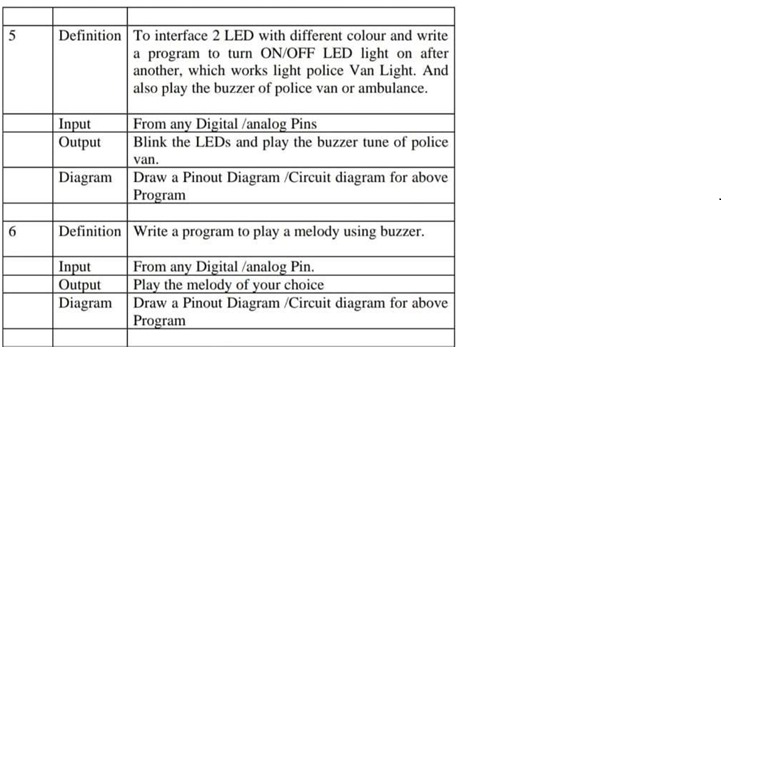 5 Definition To interface 2 LED with different colour and write
a program to turn ON/OFF LED light on after
another, which works light police Van Light. And
also play the buzzer of police van or ambulance.
Input From any Digital /analog Pins
Output Blink the LEDs and play the buzzer tune of police
van.
Diagram Draw a Pinout Diagram /Circuit diagram for above
Program
6 Definition Write a program to play a melody using buzzer.
Input From any Digital /analog Pin.
Output Play the melody of your choice
Diagram Draw a Pinout Diagram /Circuit diagram for above
Program